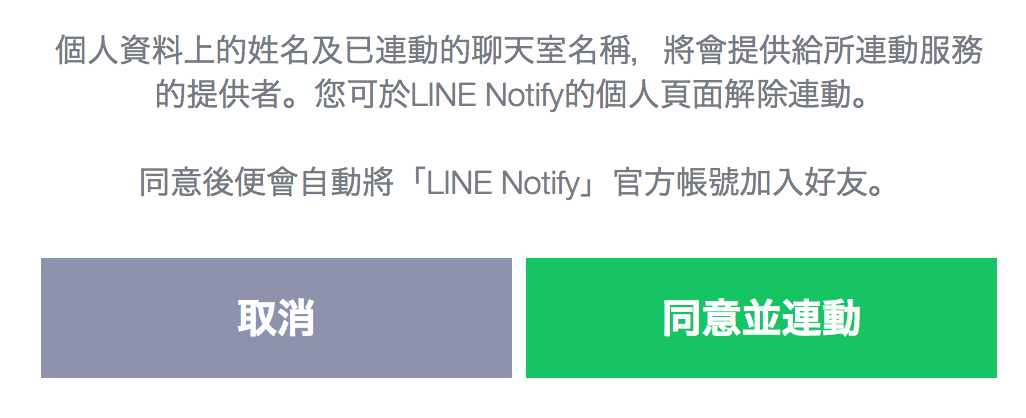 個人資料上的姓名及已連動的聊天室名稱，將會提供給所連動服務
的提供者。您可於LINE Notify的個人頁面解除連動。
同意後便會自動將「LINE Notify」官方帳號加入好友。
取消
同意並連動